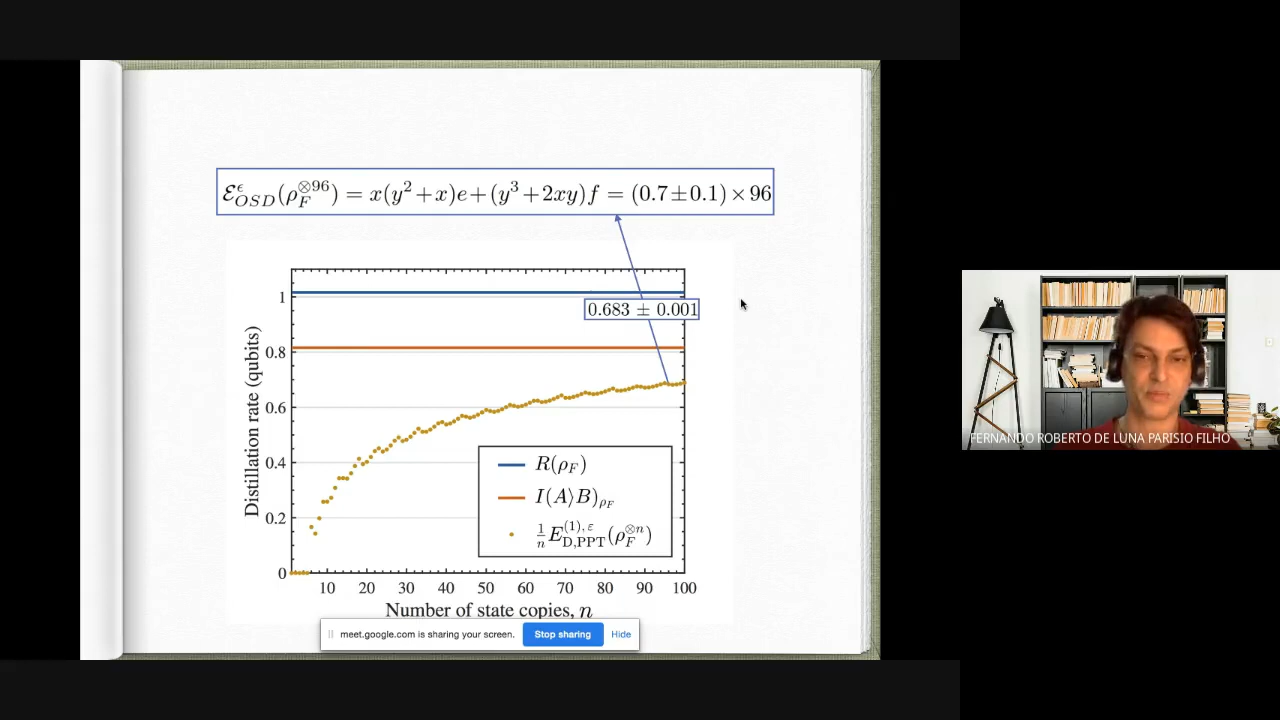 ℰ^ϵ_{OSD}(ρ_F^{⊗96}) = x(y²+x)e+(y³+2xy)f = (0.7±0.1)×96
0.683 ± 0.001
1
0.8
0.6
0.4
0.2
0
Distillation rate (qubits)
R(ρ_F)
I(A⟩B)_{ρ_F}
1/n E^{(1),ε}_{D,PPT}(ρ_F^{⊗n})
10 20 30 40 50 60 70 80 90 100
Number of state copies, n
meet.google.com is sharing your screen. Stop sharing Hide
FERNANDO ROBERTO DE LUNA PARISIO FILHO